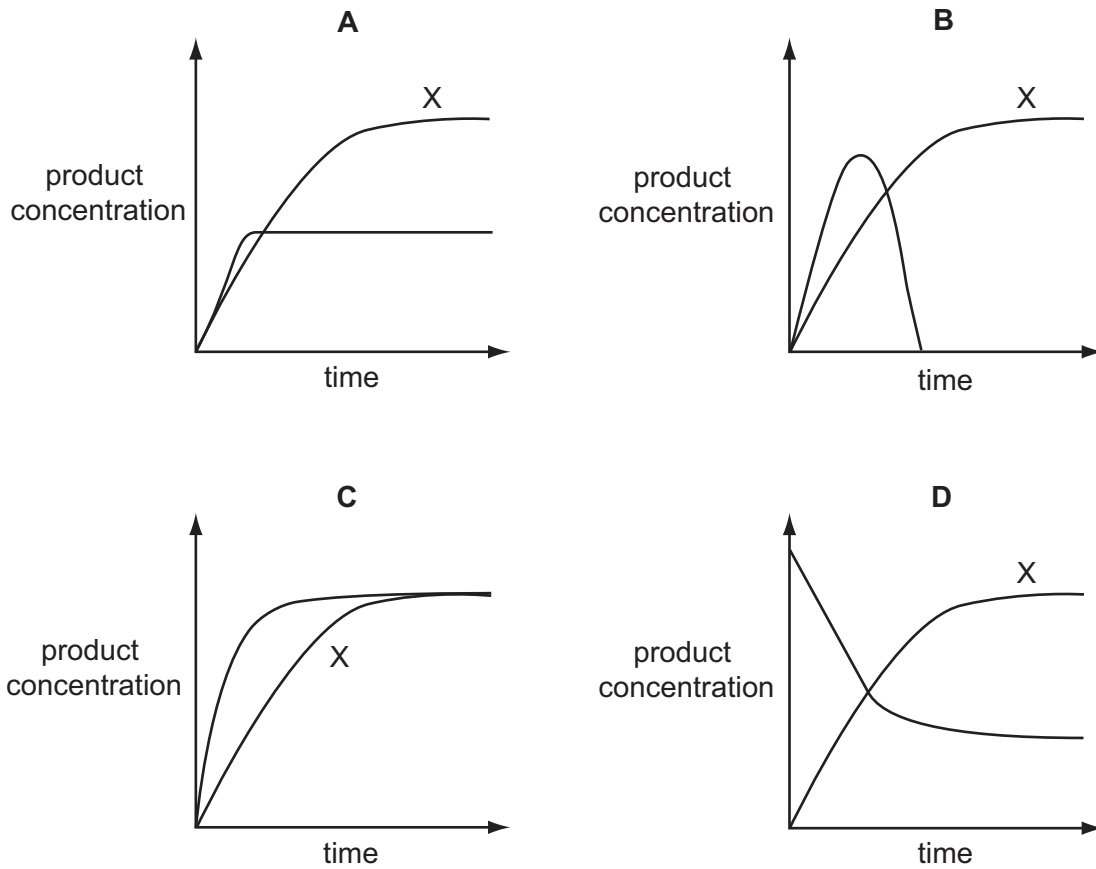 A
X
product
concentration
time
B
X
product
concentration
time
C
X
product
concentration
time
D
X
product
concentration
time